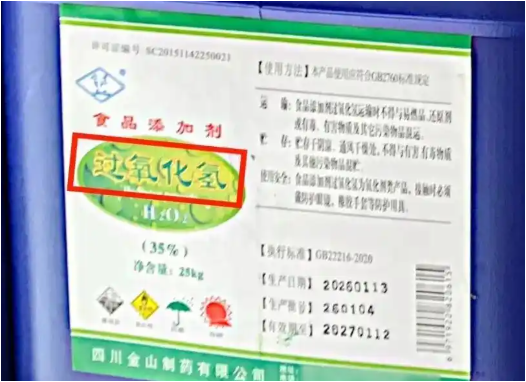 许可证编号 SC20151142250021
食品添加剂
过氧化氢
H₂O₂
(35%)
净含量: 25kg
四川金山制药有限公司
【使用方法】本产品使用应符合GB2760标准规定
运 输: 食品添加剂过氧化氢运输时不得与易燃品、还原剂
或有毒、有害物质及其它污染物品混运。
贮 存: 贮存于阴凉、通风干燥处,不得与有害有毒物质
及其他污染物品混贮
使用安全: 食品添加剂过氧化氢为氧化剂类产品,接触时必须
戴防护眼镜、橡胶手套等防护用具。
【执行标准】GB22216-2020
【生产日期】20260113
【生产批号】260104
【有效期至】20270112